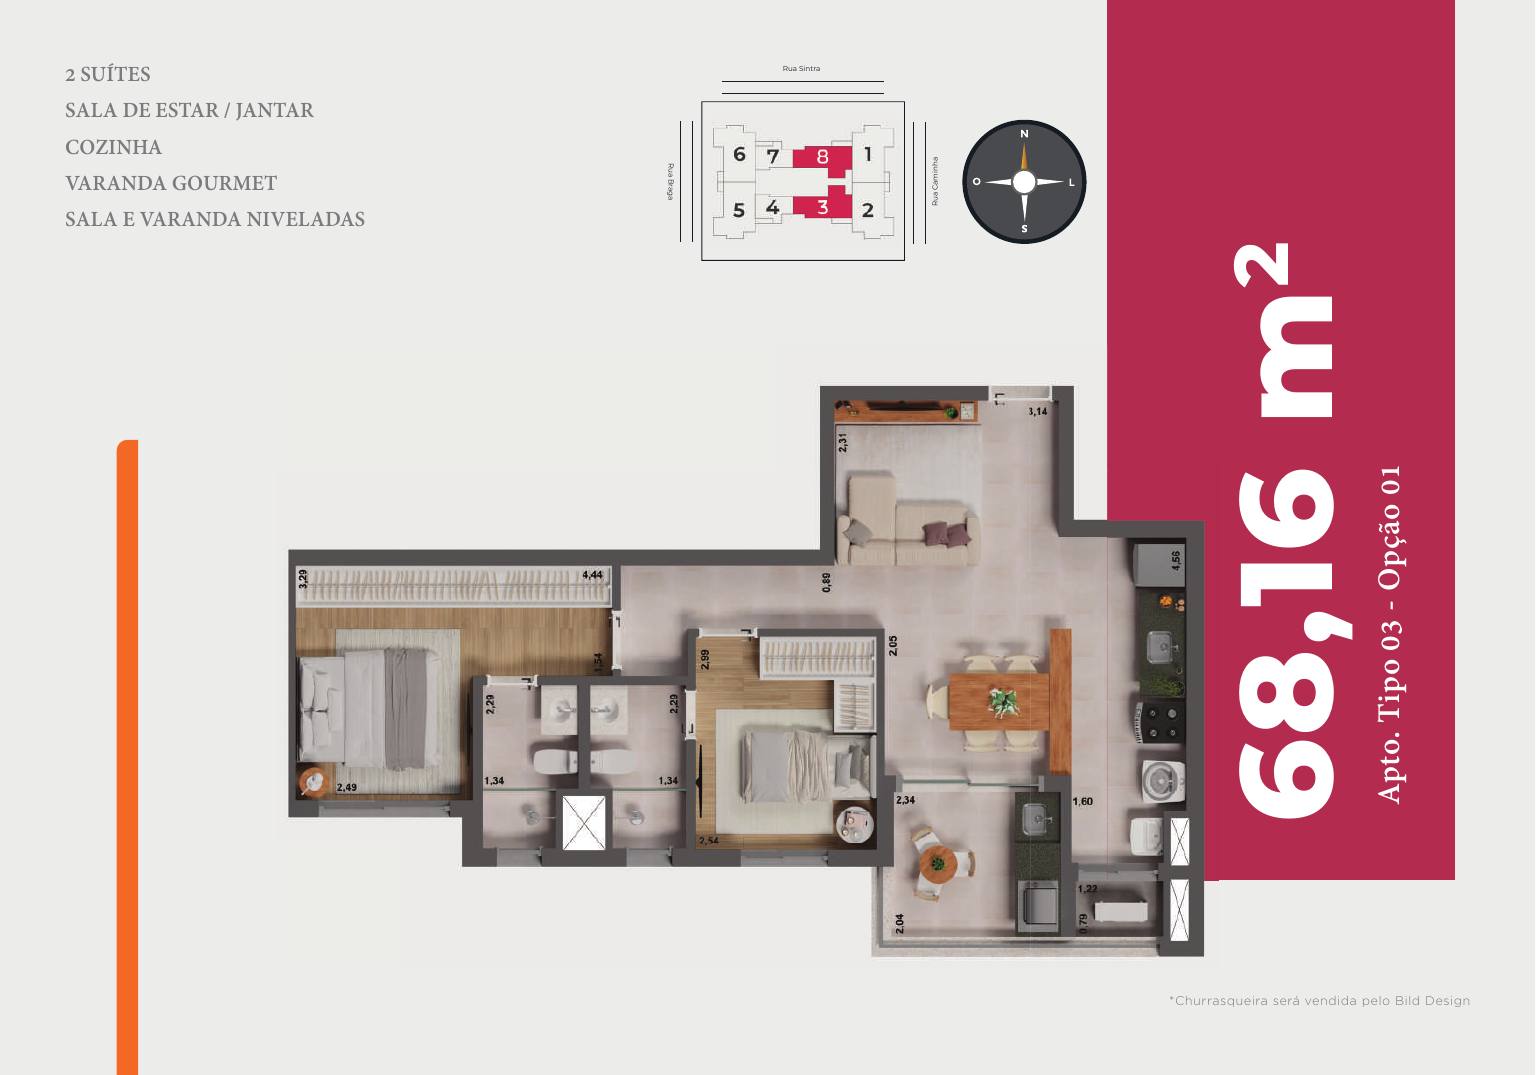 2 SUÍTES
SALA DE ESTAR / JANTAR
COZINHA
VARANDA GOURMET
SALA E VARANDA NIVELADAS
Rua Sintra
Rua Braga
Rua Caminha
6
7
8
1
5
4
3
2
N
O
L
S
68,16 m²
Apto. Tipo 03 - Opção 01
3,14
2,31
4,56
3,29
4,44
0,89
1,54
2,99
2,05
2,29
2,29
1,34
1,34
2,49
2,54
2,34
1,60
2,04
1,22
0,79
*Churrasqueira será vendida pelo Bild Design